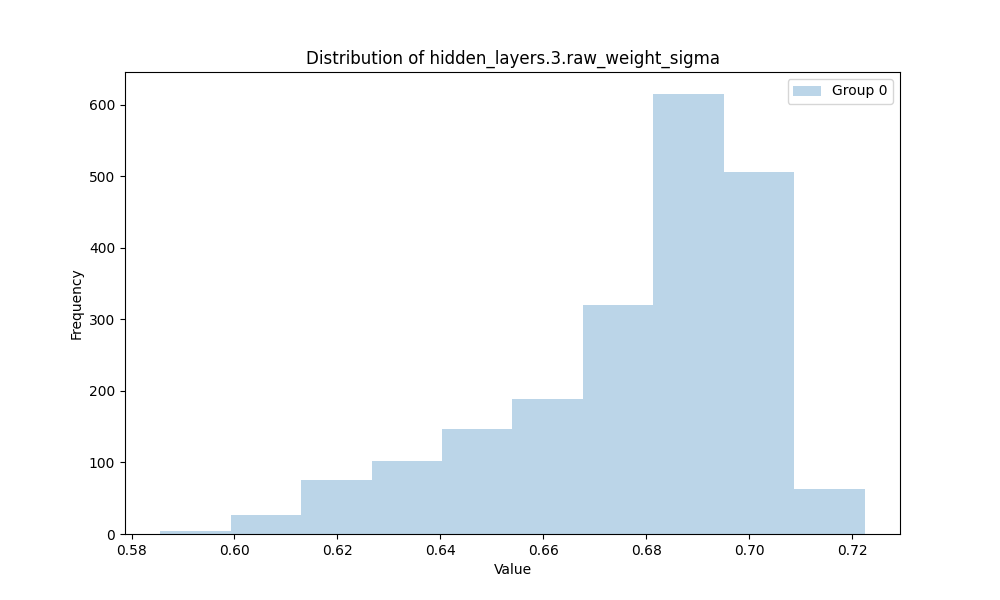 Distribution of hidden_layers.3.raw_weight_sigma
Group 0
Frequency
600
500
400
300
200
100
0
0.58 0.60 0.62 0.64 0.66 0.68 0.70 0.72
Value